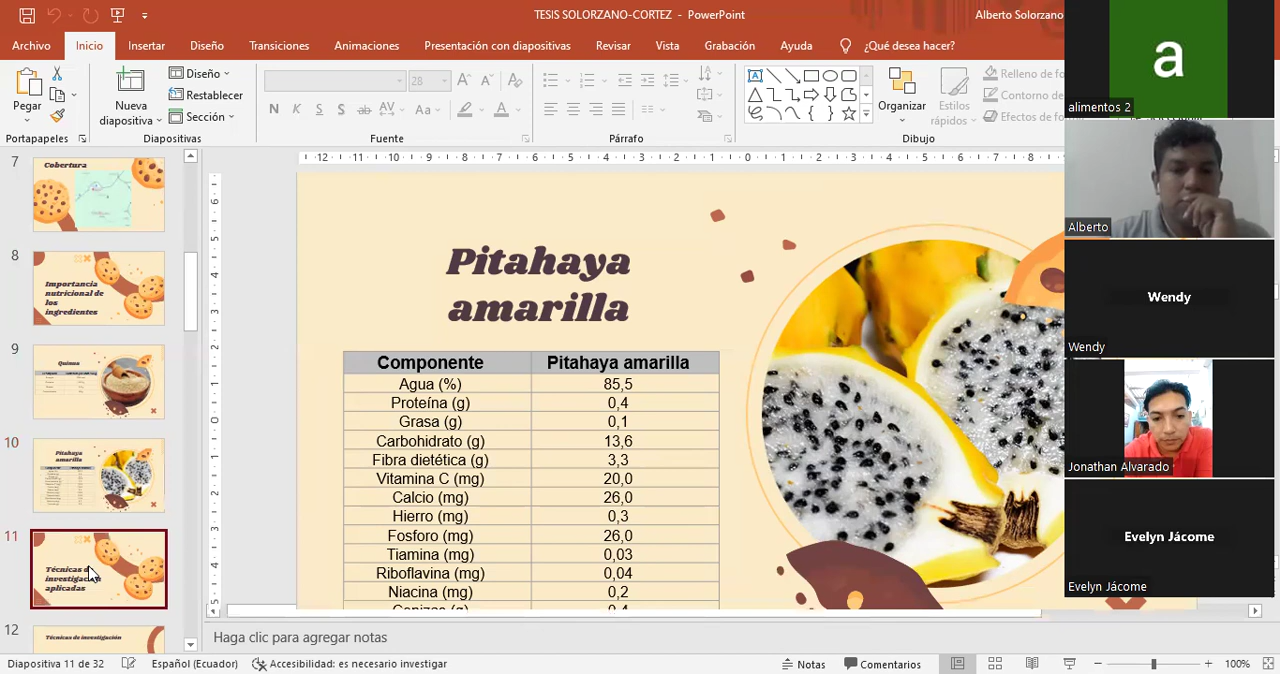 TESIS SOLORZANO-CORTEZ - PowerPoint
Alberto Solorzano
Archivo Inicio Insertar Diseño Transiciones Animaciones Presentación con diapositivas Revisar Vista Grabación Ayuda ¿Qué desea hacer?
Pegar
Nueva diapositiva
Diseño
Restablecer
Sección
28
N K S S ab AV Aa A
Organizar
Estilos rápidos
Relleno de fo
Contorno de
Efectos de fo
Portapapeles Diapositivas Fuente Párrafo Dibujo
7
Cobertura
8
Importancia
nutricional de
los
ingredientes
9
Quinua
10
Pitahaya
amarilla
11
Técnicas d
investigación
aplicadas
12
Técnicas de investigación
Pitahaya
amarilla
Componente Pitahaya amarilla
Agua (%) 85,5
Proteína (g) 0,4
Grasa (g) 0,1
Carbohidrato (g) 13,6
Fibra dietética (g) 3,3
Vitamina C (mg) 20,0
Calcio (mg) 26,0
Hierro (mg) 0,3
Fosforo (mg) 26,0
Tiamina (mg) 0,03
Riboflavina (mg) 0,04
Niacina (mg) 0,2
Cenizas (g) 0,4
a
alimentos 2
Alberto
Wendy
Wendy
Jonathan Alvarado
Evelyn Jácome
Evelyn Jácome
Haga clic para agregar notas
Diapositiva 11 de 32 Español (Ecuador) Accesibilidad: es necesario investigar Notas Comentarios 100%